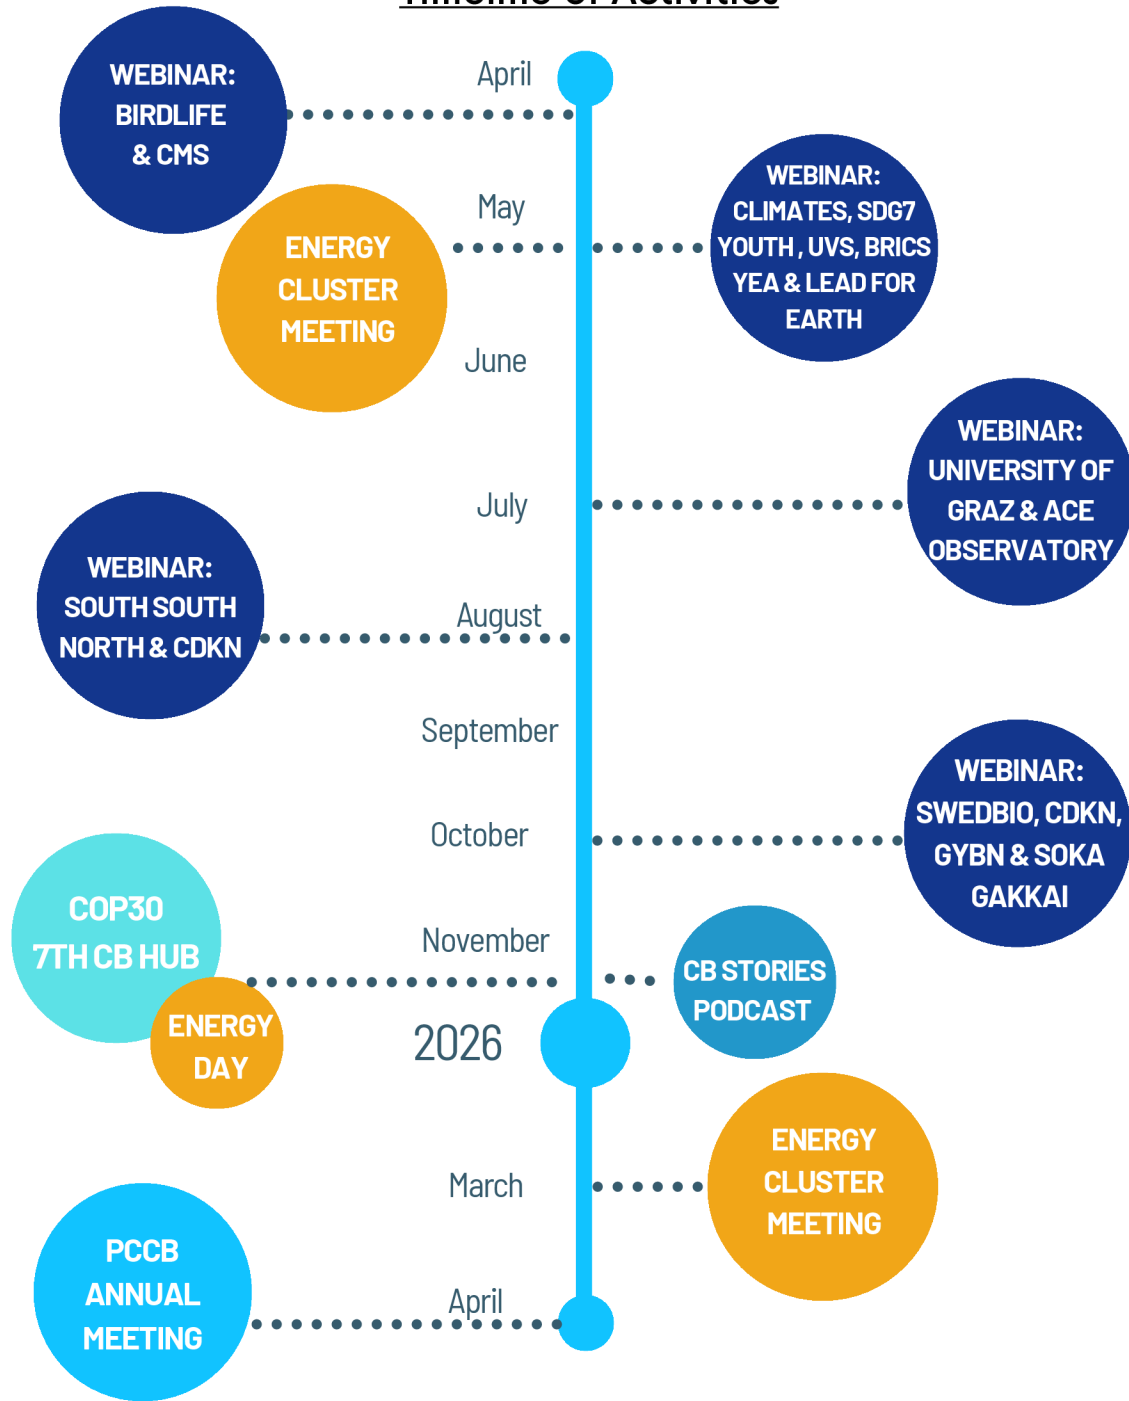 Timeline of Activities
April
WEBINAR:
BIRDLIFE
& CMS
May
ENERGY
CLUSTER
MEETING
WEBINAR:
CLIMATES, SDG7
YOUTH , UVS, BRICS
YEA & LEAD FOR
EARTH
June
July
WEBINAR:
UNIVERSITY OF
GRAZ & ACE
OBSERVATORY
August
WEBINAR:
SOUTH SOUTH
NORTH & CDKN
September
October
WEBINAR:
SWEDBIO, CDKN,
GYBN & SOKA
GAKKAI
November
COP30
7TH CB HUB
ENERGY
DAY
CB STORIES
PODCAST
2026
March
ENERGY
CLUSTER
MEETING
April
PCCB
ANNUAL
MEETING